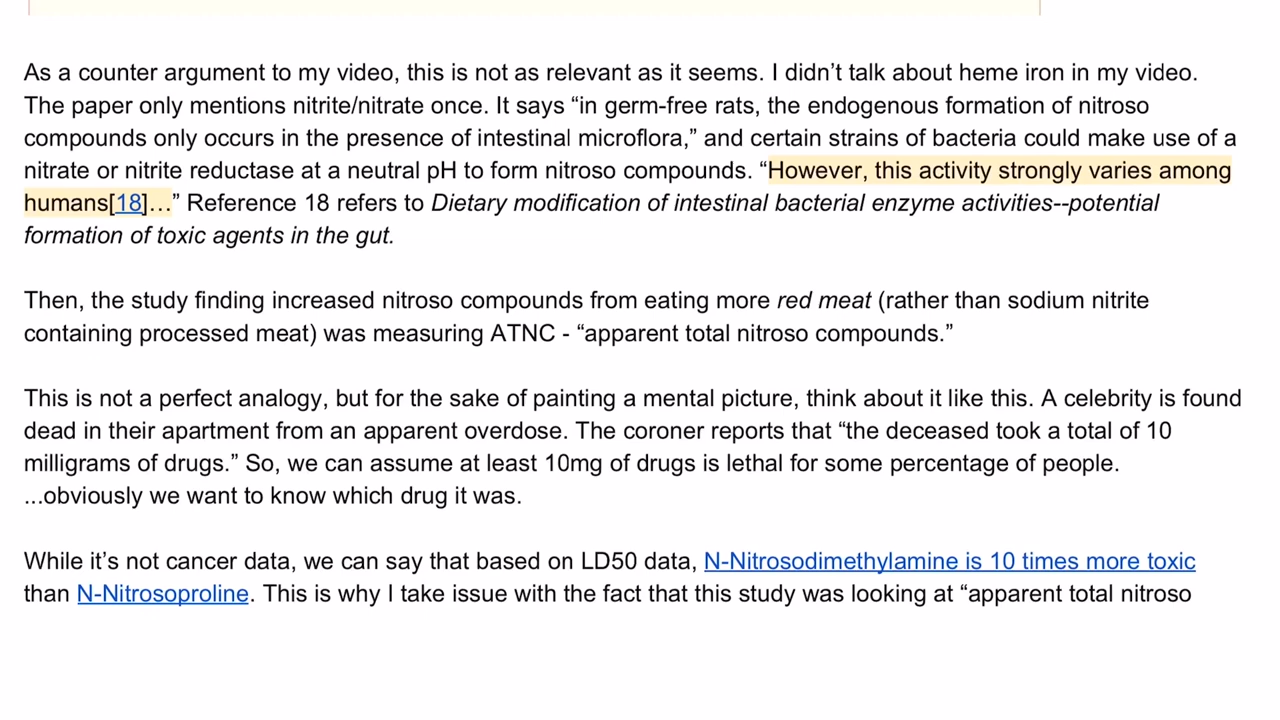 As a counter argument to my video, this is not as relevant as it seems. I didn’t talk about heme iron in my video.
The paper only mentions nitrite/nitrate once. It says “in germ-free rats, the endogenous formation of nitroso
compounds only occurs in the presence of intestinal microflora,” and certain strains of bacteria could make use of a
nitrate or nitrite reductase at a neutral pH to form nitroso compounds. “However, this activity strongly varies among
humans[18]…” Reference 18 refers to Dietary modification of intestinal bacterial enzyme activities--potential
formation of toxic agents in the gut.
Then, the study finding increased nitroso compounds from eating more red meat (rather than sodium nitrite
containing processed meat) was measuring ATNC - “apparent total nitroso compounds.”
This is not a perfect analogy, but for the sake of painting a mental picture, think about it like this. A celebrity is found
dead in their apartment from an apparent overdose. The coroner reports that “the deceased took a total of 10
milligrams of drugs.” So, we can assume at least 10mg of drugs is lethal for some percentage of people.
...obviously we want to know which drug it was.
While it’s not cancer data, we can say that based on LD50 data, N-Nitrosodimethylamine is 10 times more toxic
than N-Nitrosoproline. This is why I take issue with the fact that this study was looking at “apparent total nitroso